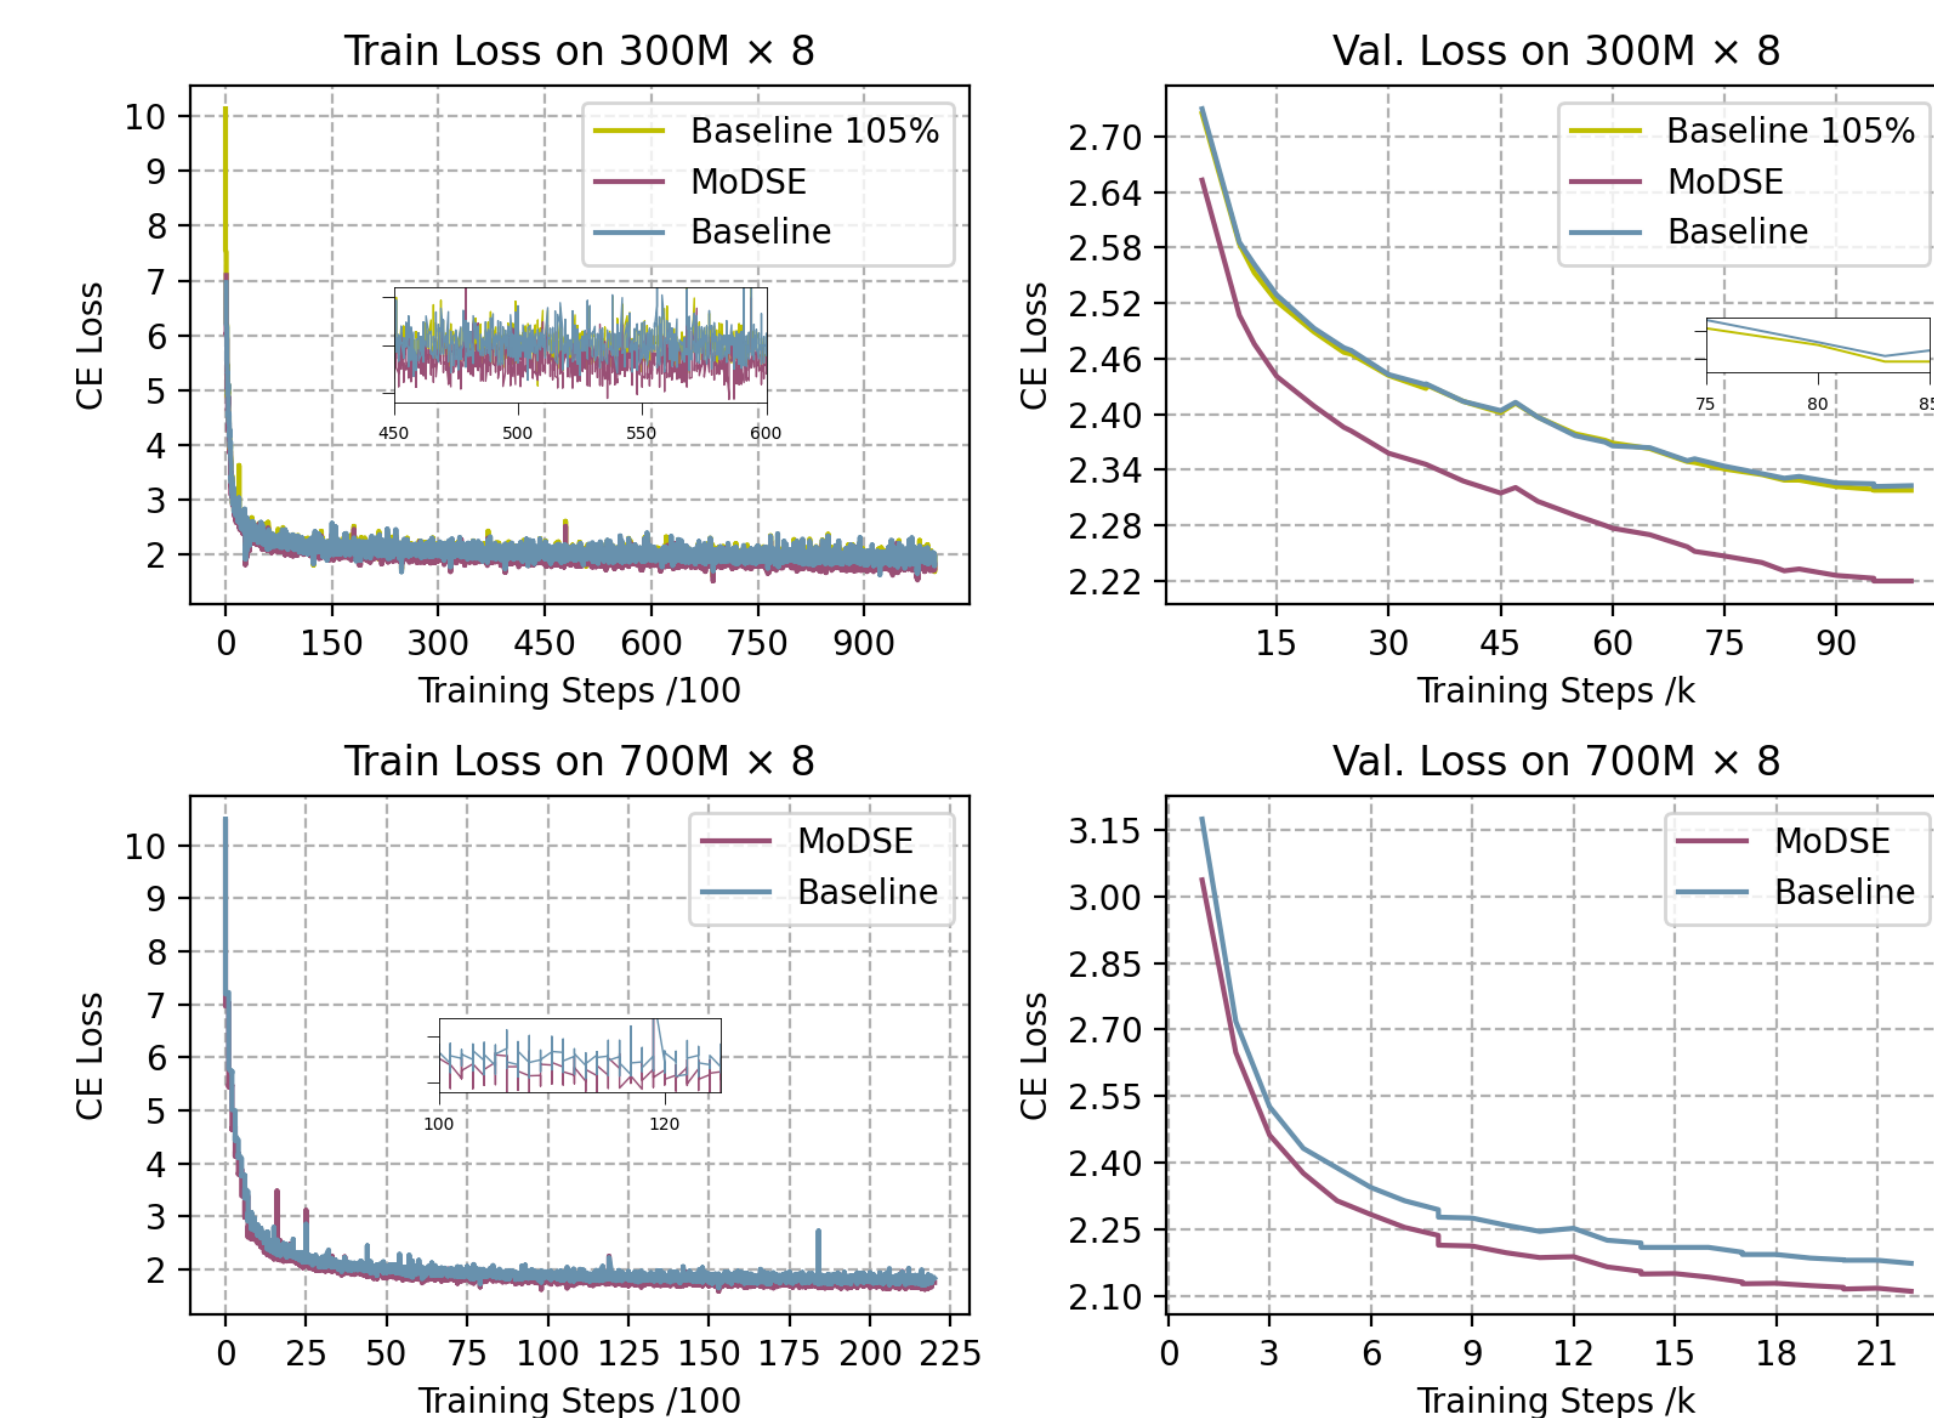 Train Loss on 300M × 8
10
9
8
7
6
5
4
3
2
CE Loss
Baseline 105%
MoDSE
Baseline
450 500 550 600
0 150 300 450 600 750 900
Training Steps /100
Val. Loss on 300M × 8
2.70
2.64
2.58
2.52
2.46
2.40
2.34
2.28
2.22
CE Loss
Baseline 105%
MoDSE
Baseline
75 80 85
15 30 45 60 75 90
Training Steps /k
Train Loss on 700M × 8
10
9
8
7
6
5
4
3
2
CE Loss
MoDSE
Baseline
100 120
0 25 50 75 100 125 150 175 200 225
Training Steps /100
Val. Loss on 700M × 8
3.15
3.00
2.85
2.70
2.55
2.40
2.25
2.10
CE Loss
MoDSE
Baseline
0 3 6 9 12 15 18 21
Training Steps /k